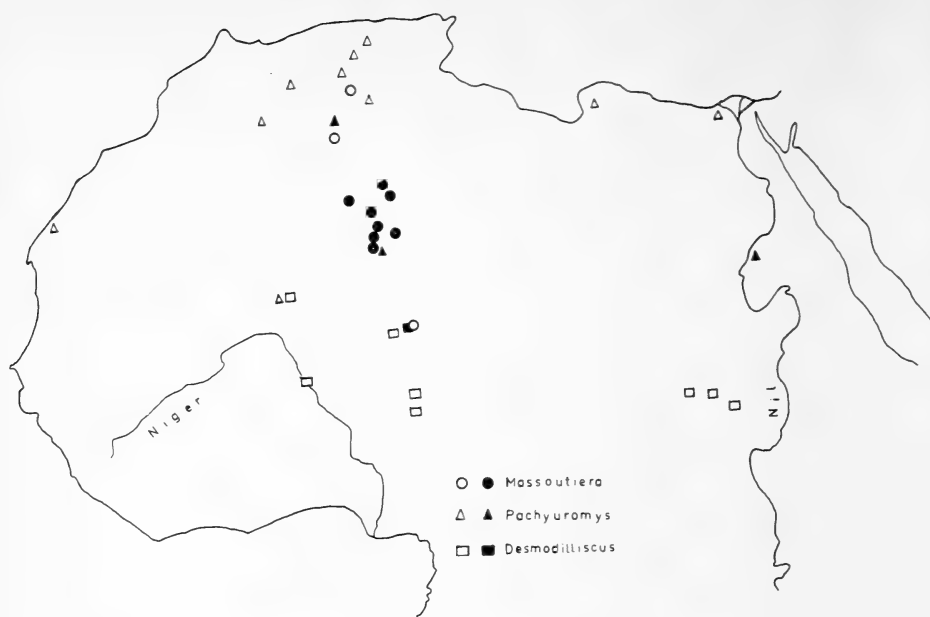 Niger
Nil
Massoutiera
Pachyuromys
Desmodilliscus